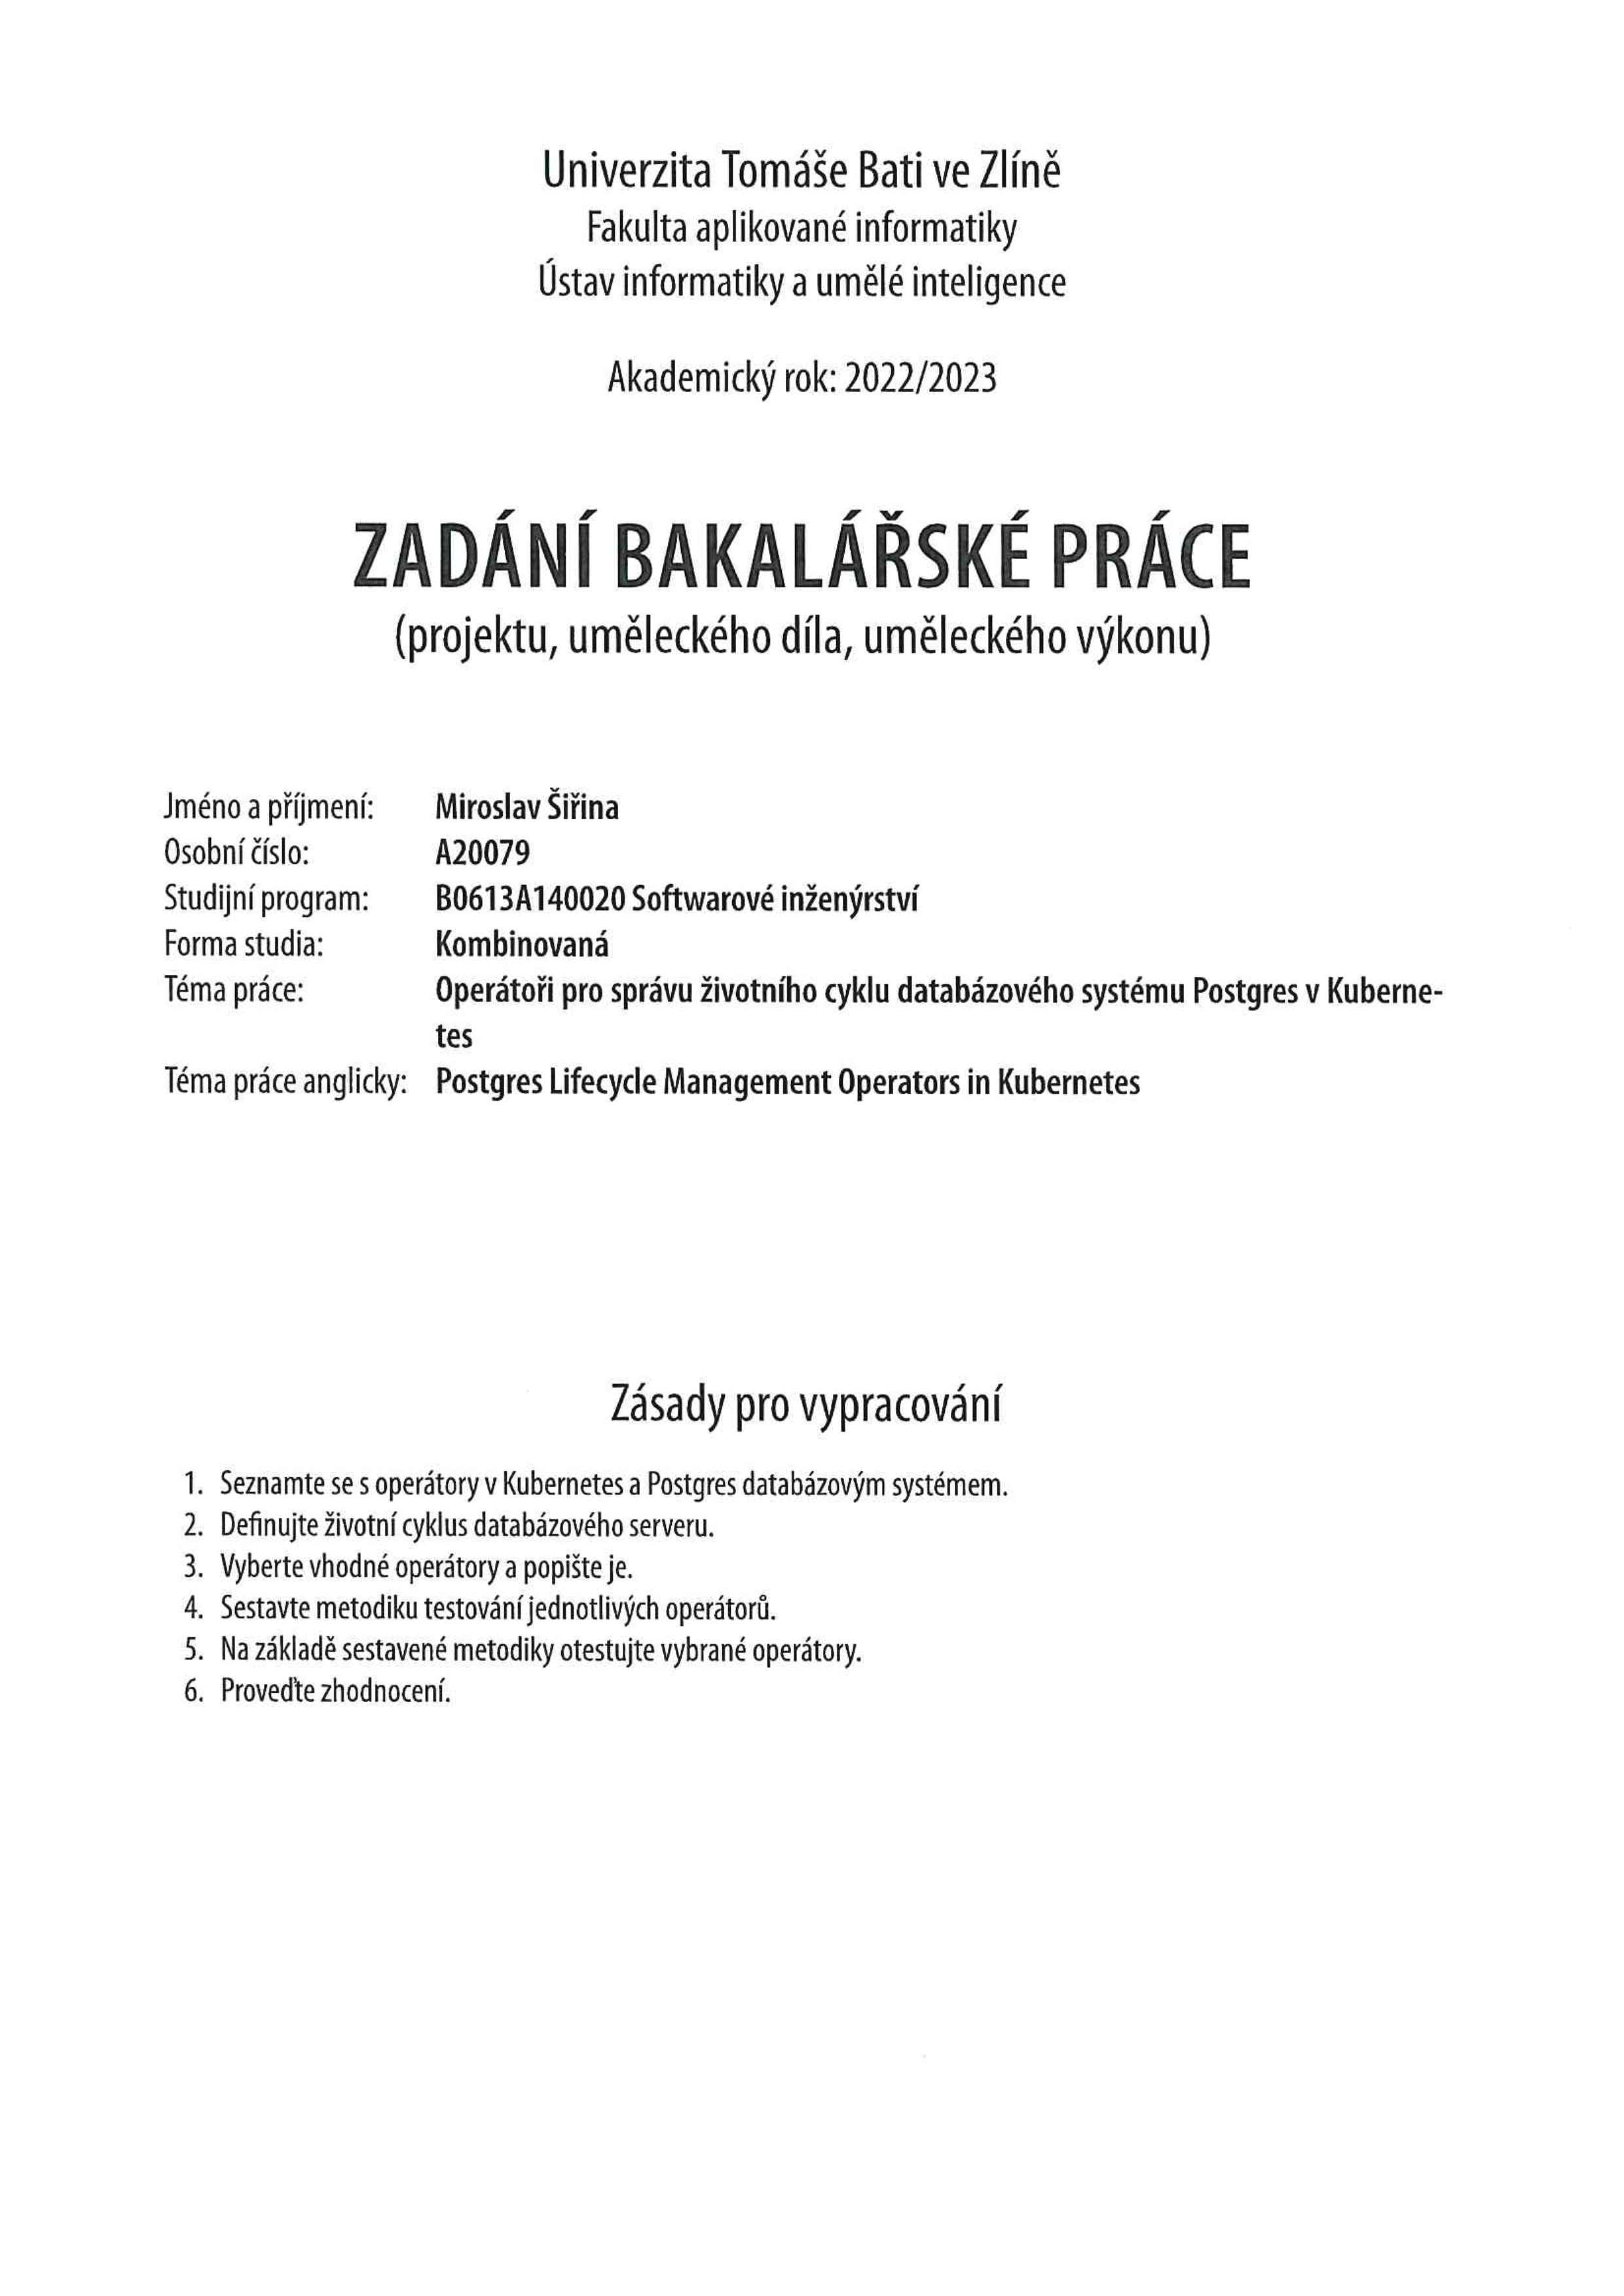 Univerzita Tomáše Bati ve Zlíně
Fakulta aplikované informatiky
Ústav informatiky a umělé inteligence
Akademický rok: 2022/2023
ZADÁNÍ BAKALÁŘSKÉ PRÁCE
(projektu, uměleckého díla, uměleckého výkonu)
Jméno a příjmení: Miroslav Šiřina
Osobní číslo: A20079
Studijní program: B0613A140020 Softwarové inženýrství
Forma studia: Kombinovaná
Téma práce: Operátoři pro správu životního cyklu databázového systému Postgres v Kuberne-
tes
Téma práce anglicky: Postgres Lifecycle Management Operators in Kubernetes
Zásady pro vypracování
1. Seznamte se s operátory v Kubernetes a Postgres databázovým systémem.
2. Definujte životní cyklus databázového serveru.
3. Vyberte vhodné operátory a popište je.
4. Sestavte metodiku testování jednotlivých operátorů.
5. Na základě sestavené metodiky otestujte vybrané operátory.
6. Proveďte zhodnocení.